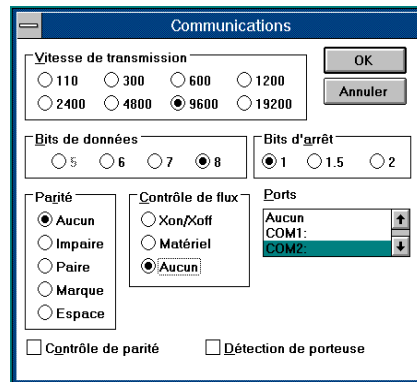 Communications
Vitesse de transmission
110 300 600 1200
2400 4800 9600 19200
OK
Annuler
Bits de données
5 6 7 8
Bits d'arrêt
1 1.5 2
Parité
Aucun
Impaire
Paire
Marque
Espace
Contrôle de flux
Xon/Xoff
Matériel
Aucun
Ports
Aucun
COM1:
COM2:
Contrôle de parité
Détection de porteuse